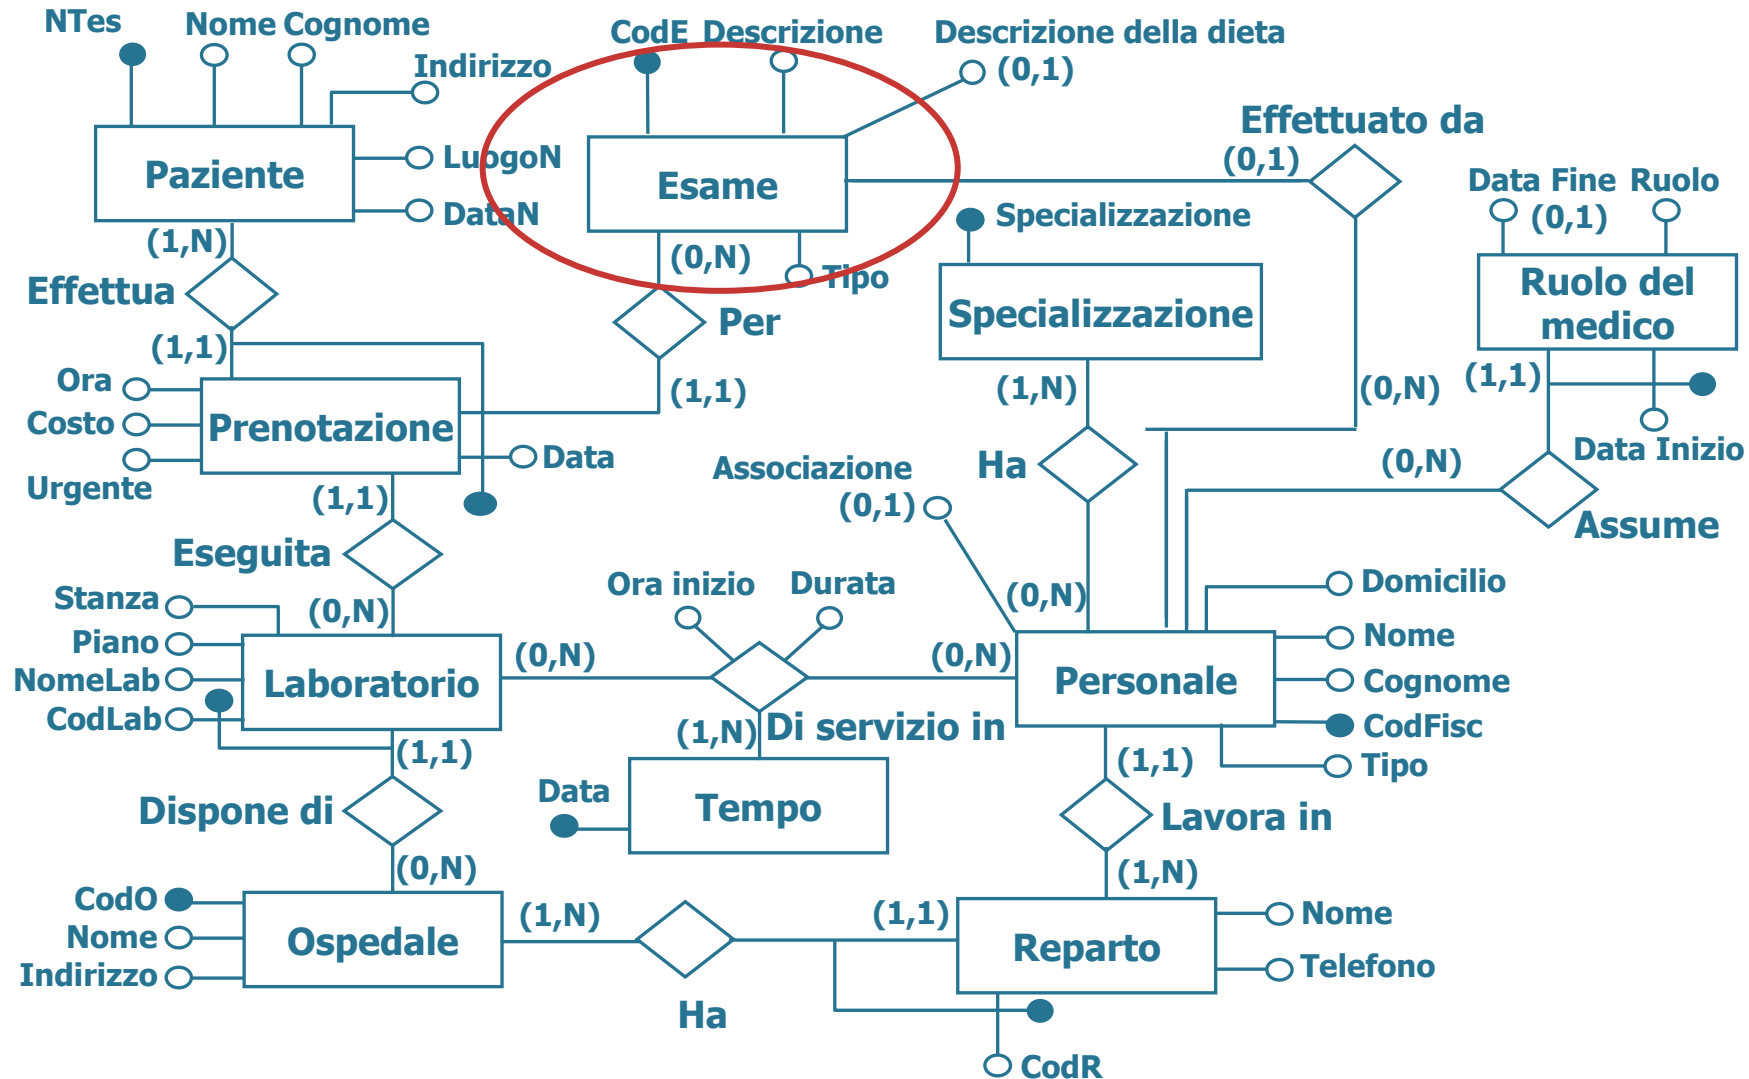 NTes
Nome Cognome
Indirizzo
Paziente
LuogoN
DataN
(1,N)
Effettua
(1,1)
CodE Descrizione
Descrizione della dieta
(0,1)
Esame
(0,N)
Tipo
Per
(1,1)
Effettuato da
(0,1)
(0,N)
Specializzazione
Specializzazione
(1,N)
Ha
(0,N)
Data Fine Ruolo
(0,1)
Ruolo del
medico
(1,1)
Data Inizio
(0,N)
Assume
Ora
Costo
Urgente
Prenotazione
Data
(1,1)
Eseguita
(0,N)
Associazione
(0,1)
Stanza
Piano
NomeLab
CodLab
Laboratorio
(0,N)
Ora inizio
Durata
(0,N)
Di servizio in
(1,N)
Data
Tempo
Personale
Domicilio
Nome
Cognome
CodFisc
Tipo
(1,1)
Dispone di
(0,N)
(1,1)
Lavora in
(1,N)
CodO
Nome
Indirizzo
Ospedale
(1,N)
Ha
(1,1)
Reparto
Nome
Telefono
CodR